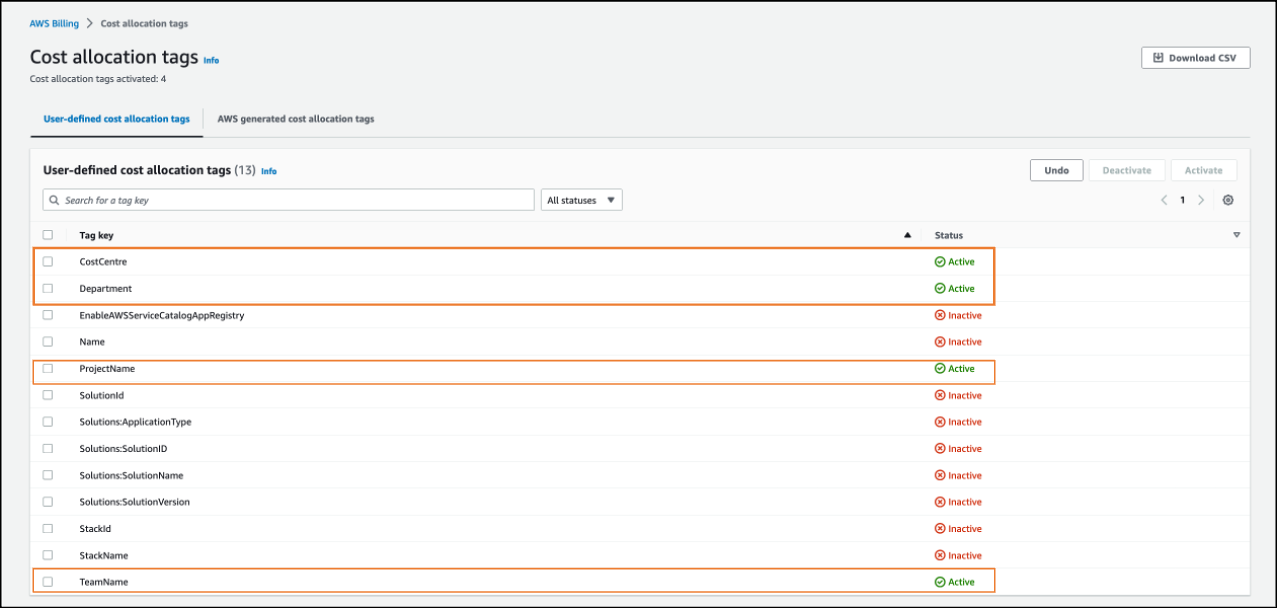 AWS Billing > Cost allocation tags
Cost allocation tags Info
Download CSV
Cost allocation tags activated: 4
User-defined cost allocation tags AWS generated cost allocation tags
User-defined cost allocation tags (13) Info
Undo Deactivate Activate
Search for a tag key All statuses
1
Tag key Status
CostCentre Active
Department Active
EnableAWSServiceCatalogAppRegistry Inactive
Name Inactive
ProjectName Active
SolutionId Inactive
Solutions:ApplicationType Inactive
Solutions:SolutionID Inactive
Solutions:SolutionName Inactive
Solutions:SolutionVersion Inactive
StackId Inactive
StackName Inactive
TeamName Active